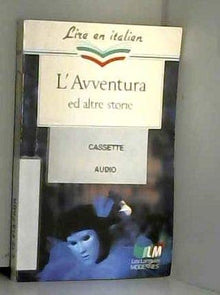 Lire en italien
L'Avventura
ed altre storie
CASSETTE
AUDIO
LM
Les Langues
MODERNES